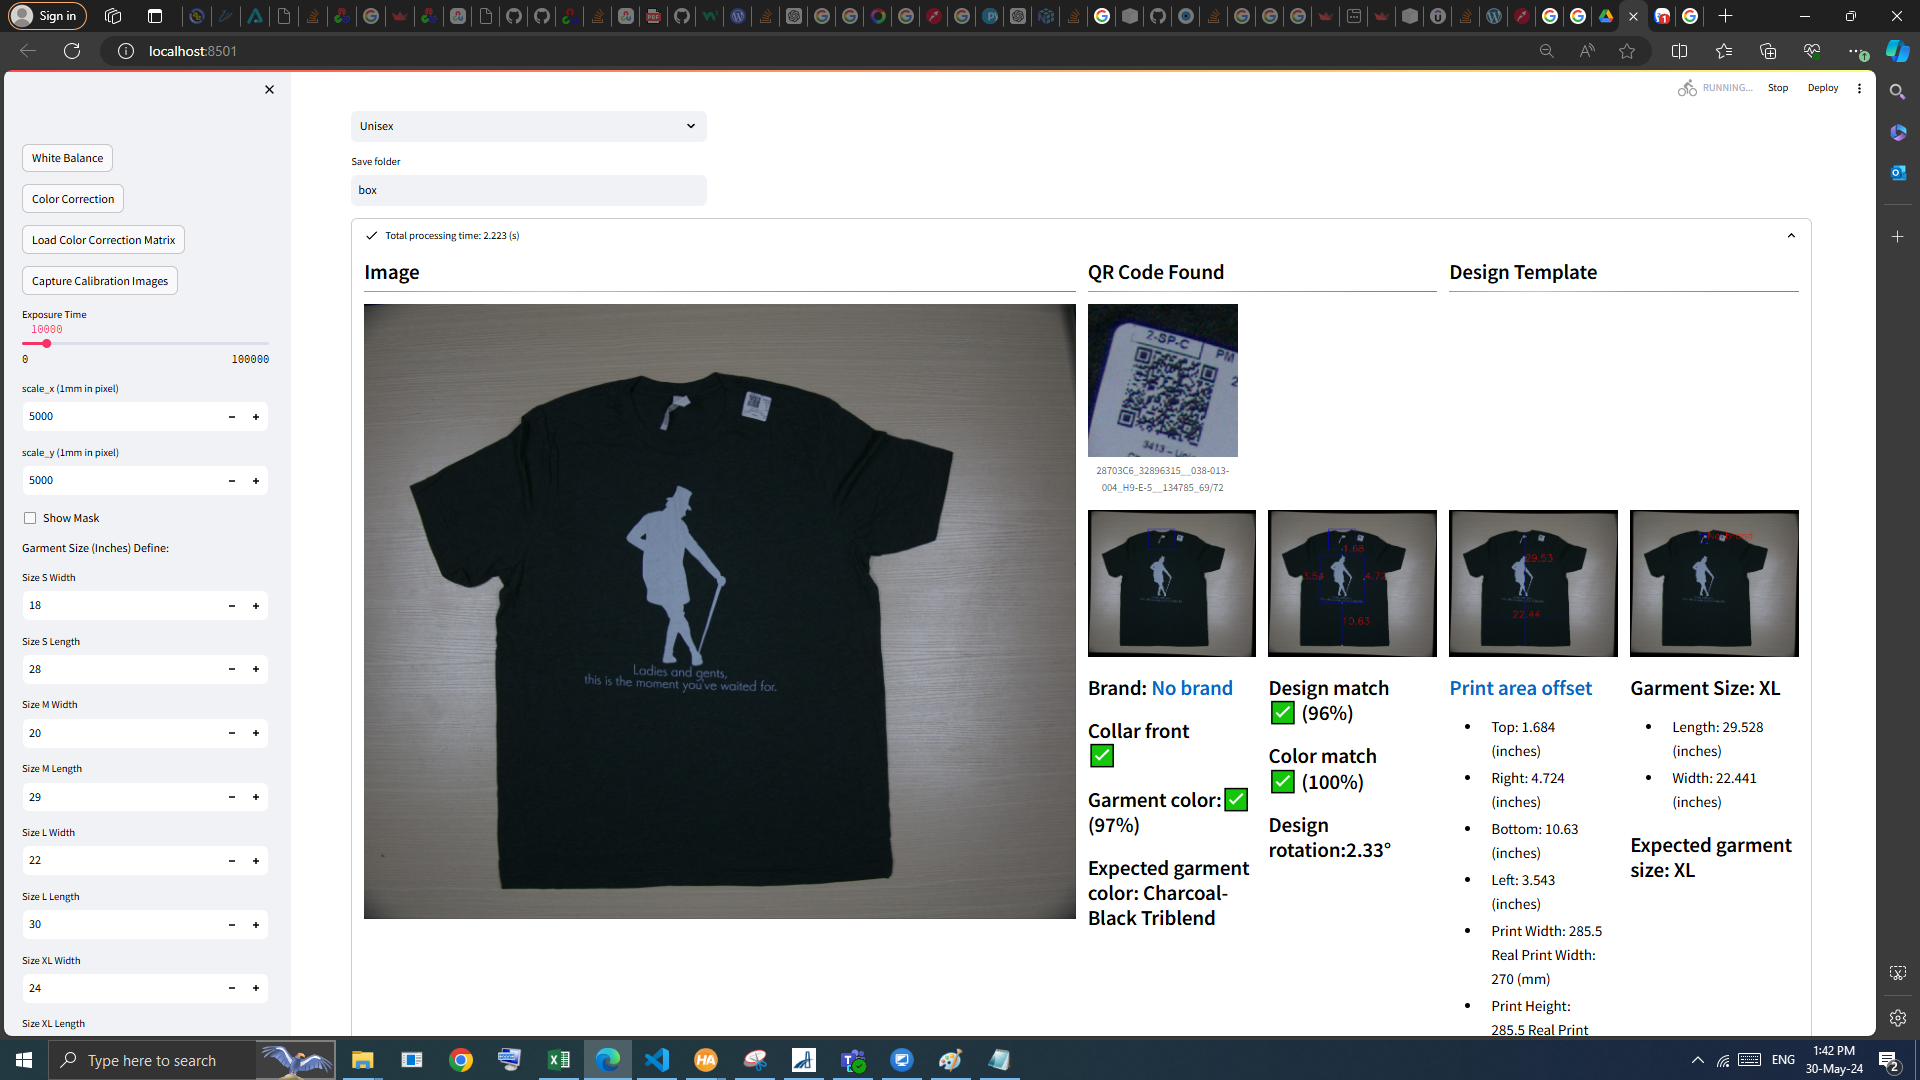 Sign in
localhost:8501
RUNNING...
Stop
Deploy
White Balance
Color Correction
Load Color Correction Matrix
Capture Calibration Images
Exposure Time
10000
0
100000
scale_x (1mm in pixel)
5000
scale_y (1mm in pixel)
5000
Show Mask
Garment Size (Inches) Define:
Size S Width
18
Size S Length
28
Size M Width
20
Size M Length
29
Size L Width
22
Size L Length
30
Size XL Width
24
Size XL Length
Unisex
Save folder
box
Total processing time: 2.223 (s)
Image
Ladies and gents,
this is the moment you've waited for.
QR Code Found
2-SP-C
PM
28703C6_32896315__038-013-
004_H9-E-5__134785_69/72
Design Template
1.68
3.54
4.72
10.63
29.53
22.44
No brand
Brand: No brand
Collar front
Garment color:
(97%)
Expected garment
color: Charcoal-
Black Triblend
Design match
(96%)
Color match
(100%)
Design
rotation:2.33°
Print area offset
Top: 1.684
(inches)
Right: 4.724
(inches)
Bottom: 10.63
(inches)
Left: 3.543
(inches)
Print Width: 285.5
Real Print Width:
270 (mm)
Print Height:
285.5 Real Print
Garment Size: XL
Length: 29.528
(inches)
Width: 22.441
(inches)
Expected garment
size: XL
Type here to search
ENG
1:42 PM
30-May-24
2